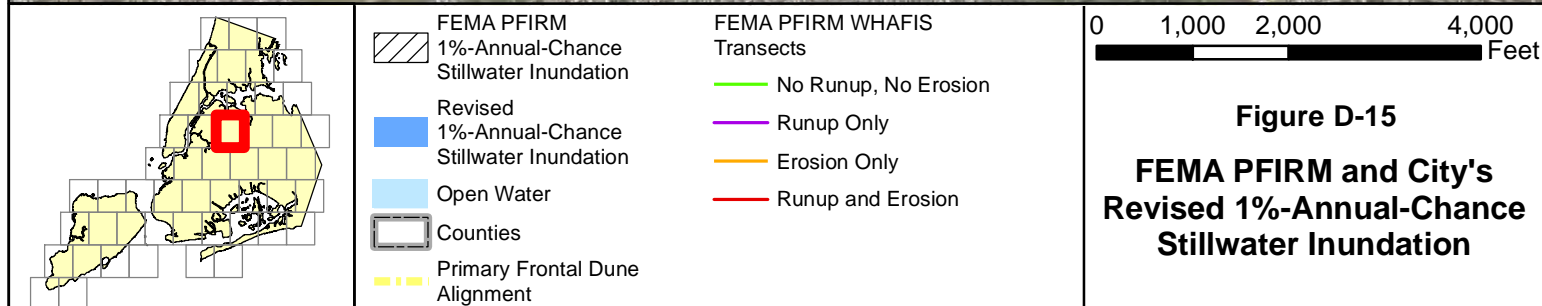 FEMA PFIRM
1%-Annual-Chance
Stillwater Inundation
Revised
1%-Annual-Chance
Stillwater Inundation
Open Water
Counties
Primary Frontal Dune
Alignment
FEMA PFIRM WHAFIS
Transects
No Runup, No Erosion
Runup Only
Erosion Only
Runup and Erosion
0 1,000 2,000 4,000
Feet
Figure D-15
FEMA PFIRM and City's
Revised 1%-Annual-Chance
Stillwater Inundation